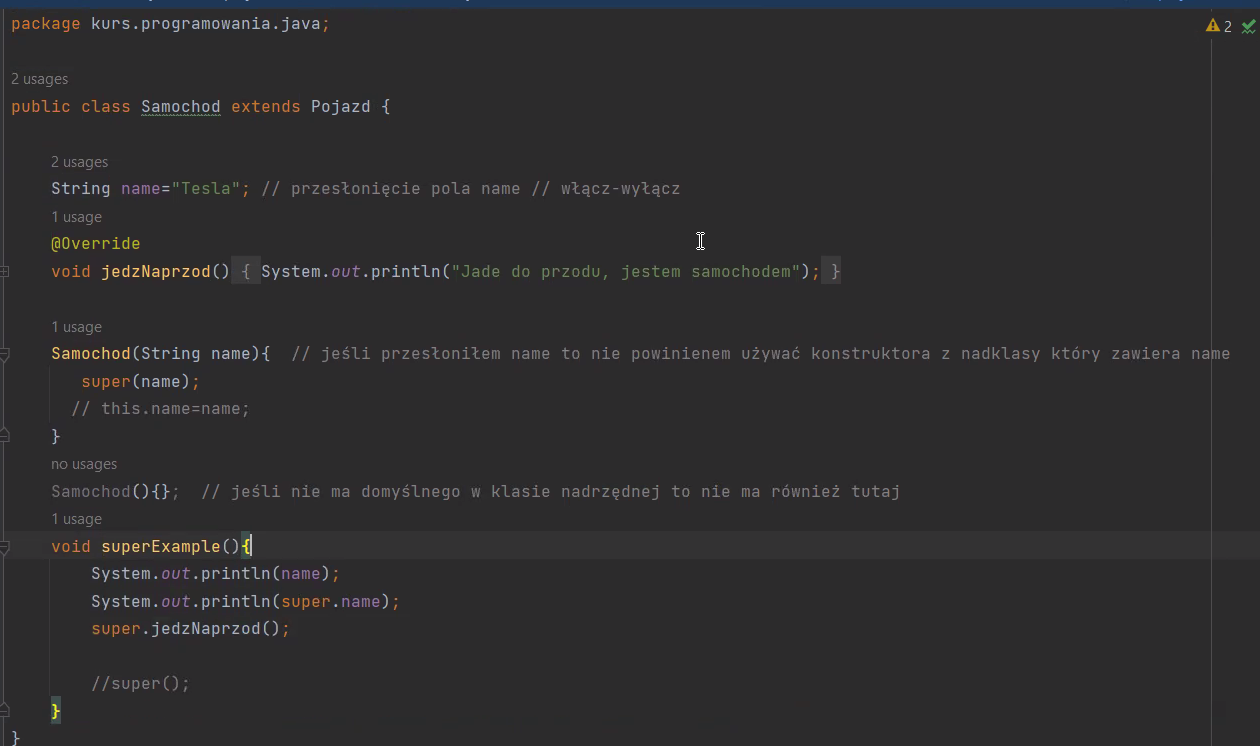 package kurs.programowania.java;
2
2 usages
public class Samochod extends Pojazd {
2 usages
String name="Tesla"; // przesłonięcie pola name // włącz-wyłącz
1 usage
@Override
void jedzNaprzod() { System.out.println("Jade do przodu, jestem samochodem"); }
1 usage
Samochod(String name){  // jeśli przesłoniłem name to nie powinienem używać konstruktora z nadklasy który zawiera name
super(name);
// this.name=name;
}
no usages
Samochod(){};  // jeśli nie ma domyślnego w klasie nadrzędnej to nie ma również tutaj
1 usage
void superExample(){
System.out.println(name);
System.out.println(super.name);
super.jedzNaprzod();
//super();
}
}